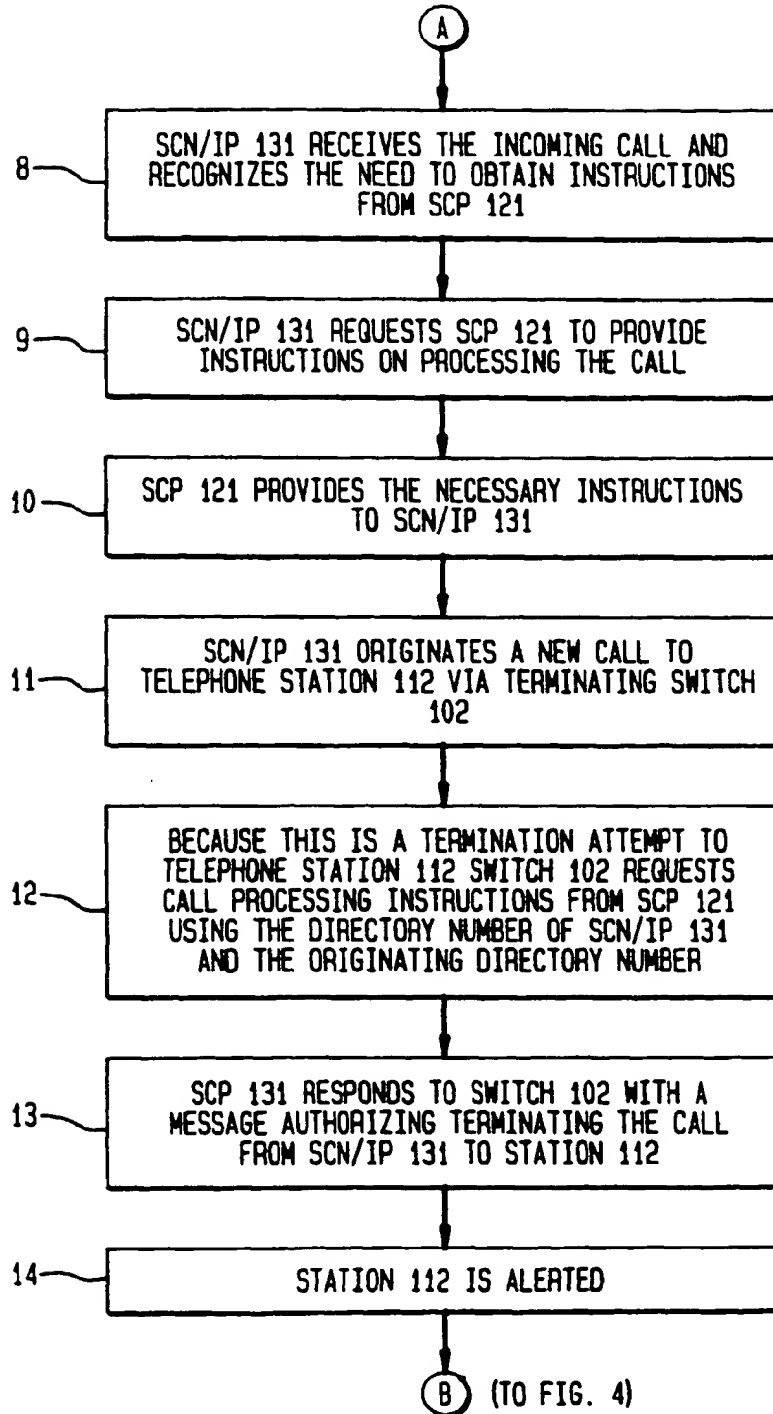 A
8
SCN/IP 131 RECEIVES THE INCOMING CALL AND
RECOGNIZES THE NEED TO OBTAIN INSTRUCTIONS
FROM SCP 121
9
SCN/IP 131 REQUESTS SCP 121 TO PROVIDE
INSTRUCTIONS ON PROCESSING THE CALL
10
SCP 121 PROVIDES THE NECESSARY INSTRUCTIONS
TO SCN/IP 131
11
SCN/IP 131 ORIGINATES A NEW CALL TO
TELEPHONE STATION 112 VIA TERMINATING SWITCH
102
12
BECAUSE THIS IS A TERMINATION ATTEMPT TO
TELEPHONE STATION 112 SWITCH 102 REQUESTS
CALL PROCESSING INSTRUCTIONS FROM SCP 121
USING THE DIRECTORY NUMBER OF SCN/IP 131
AND THE ORIGINATING DIRECTORY NUMBER
13
SCP 131 RESPONDS TO SWITCH 102 WITH A
MESSAGE AUTHORIZING TERMINATING THE CALL
FROM SCN/IP 131 TO STATION 112
14
STATION 112 IS ALERTED
B (TO FIG. 4)